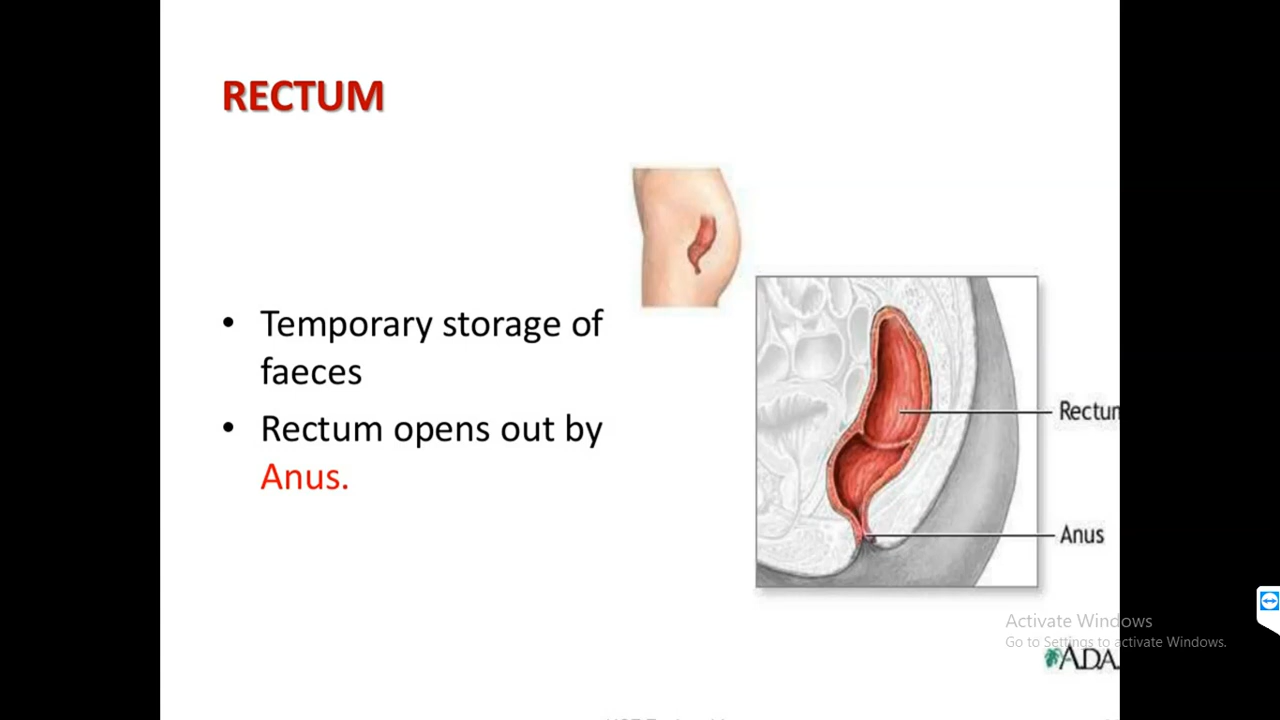 RECTUM
• Temporary storage of
faeces
• Rectum opens out by
Anus.
Rectum
Anus
Activate Windows
Go to Settings to activate Windows.
ADA